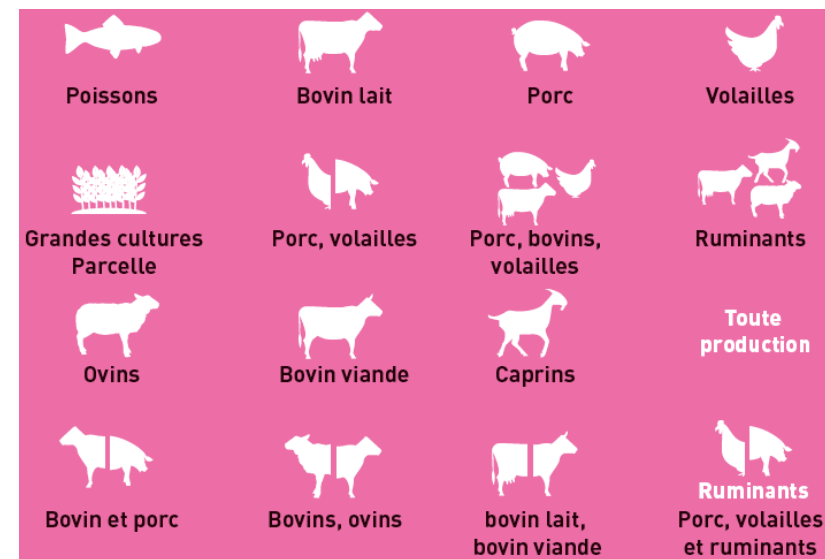 Poissons
Bovin lait
Porc
Volailles
Grandes cultures
Parcelle
Porc, volailles
Porc, bovins,
volailles
Ruminants
Ovins
Bovin viande
Caprins
Toute
production
Bovin et porc
Bovins, ovins
bovin lait,
bovin viande
Ruminants
Porc, volailles
et ruminants